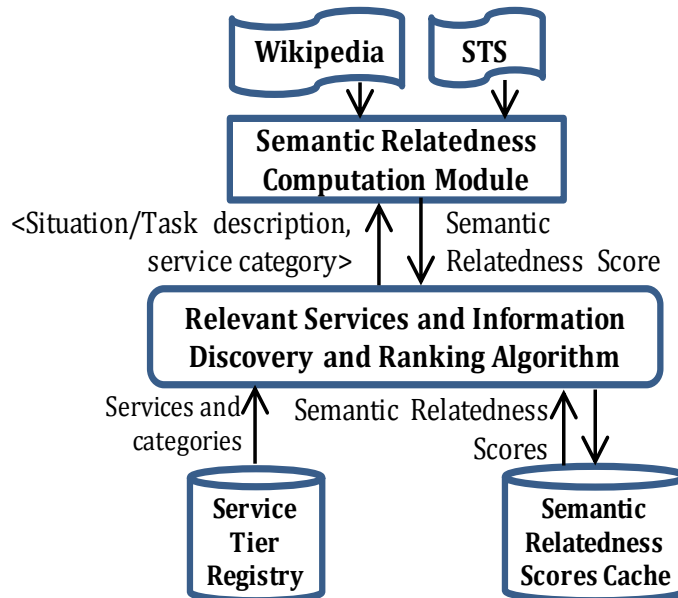 Wikipedia
STS
Semantic Relatedness
Computation Module
<Situation/Task description,
service category>
Semantic
Relatedness Score
Relevant Services and Information
Discovery and Ranking Algorithm
Services and
categories
Semantic Relatedness
Scores
Service
Tier
Registry
Semantic
Relatedness
Scores Cache